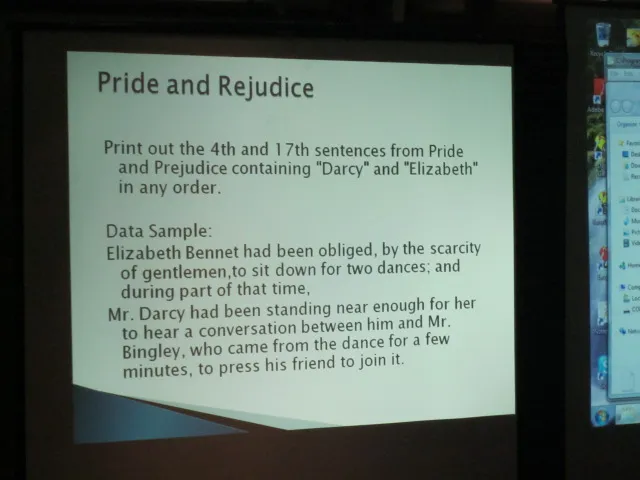 Pride and Rejudice
Print out the 4th and 17th sentences from Pride
and Prejudice containing "Darcy" and "Elizabeth"
in any order.
Data Sample:
Elizabeth Bennet had been obliged, by the scarcity
of gentlemen,to sit down for two dances; and
during part of that time,
Mr. Darcy had been standing near enough for her
to hear a conversation between him and Mr.
Bingley, who came from the dance for a few
minutes, to press his friend to join it.